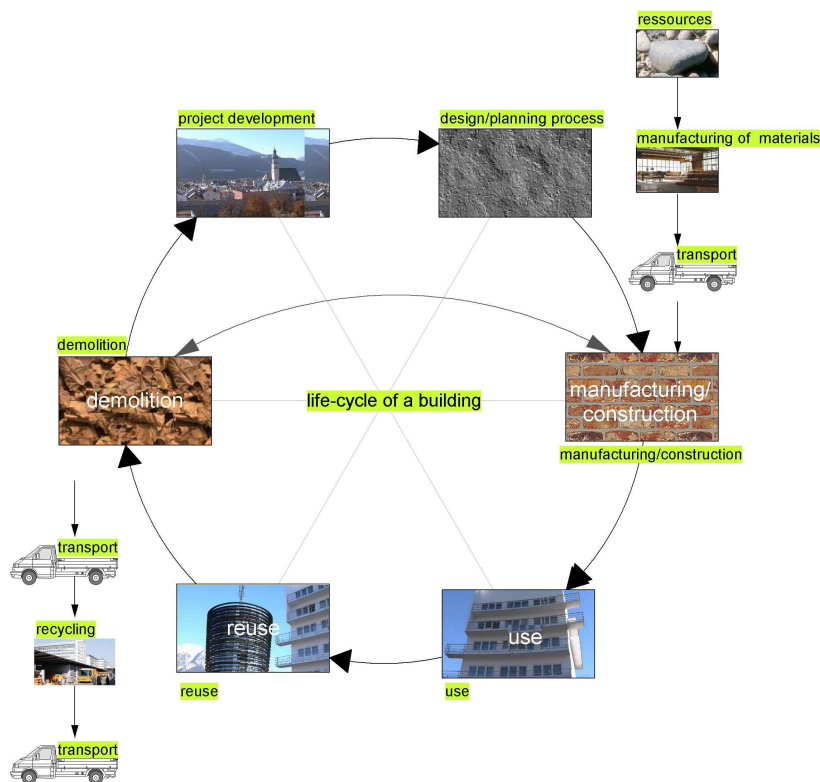 ressources
project development
design/planning process
manufacturing of  materials
transport
demolition
demolition
life-cycle of a building
manufacturing/
construction
manufacturing/construction
transport
recycling
reuse
use
reuse
use
transport